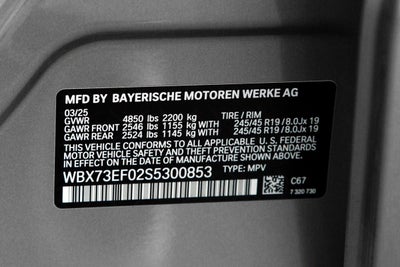 MFD BY BAYERISCHE MOTOREN WERKE AG
03/25
GVWR 4850 lbs 2200 kg TIRE / RIM
GAWR FRONT 2546 lbs 1155 kg WITH 245/45 R19 / 8.0Jx 19
GAWR REAR 2524 lbs 1145 kg WITH 245/45 R19 / 8.0Jx 19
THIS VEHICLE CONFORMS TO ALL APPLICABLE U. S. FEDERAL
MOTOR VEHICLE SAFETY AND THEFT PREVENTION STANDARDS
IN EFFECT ON THE DATE OF MANUFACTURE SHOWN ABOVE.
WBX73EF02S5300853 TYPE: MPV
C67
7 320 730